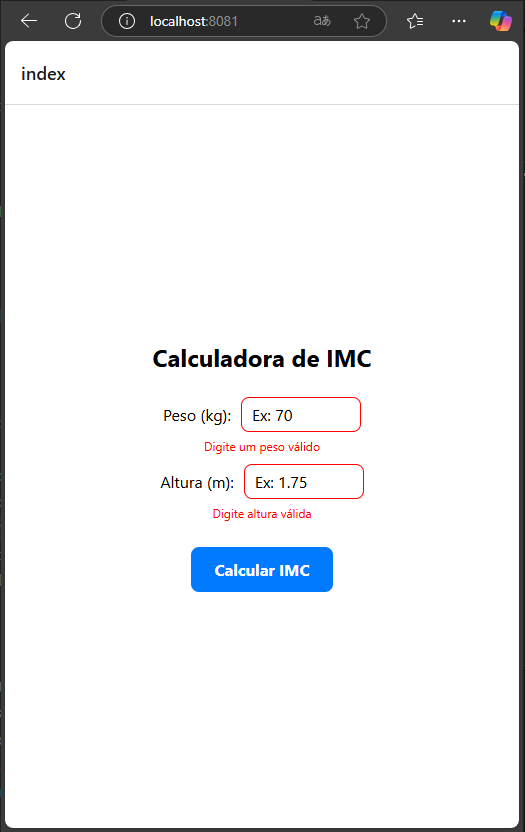 localhost:8081
index
Calculadora de IMC
Peso (kg): Ex: 70
Digite um peso válido
Altura (m): Ex: 1.75
Digite altura válida
Calcular IMC